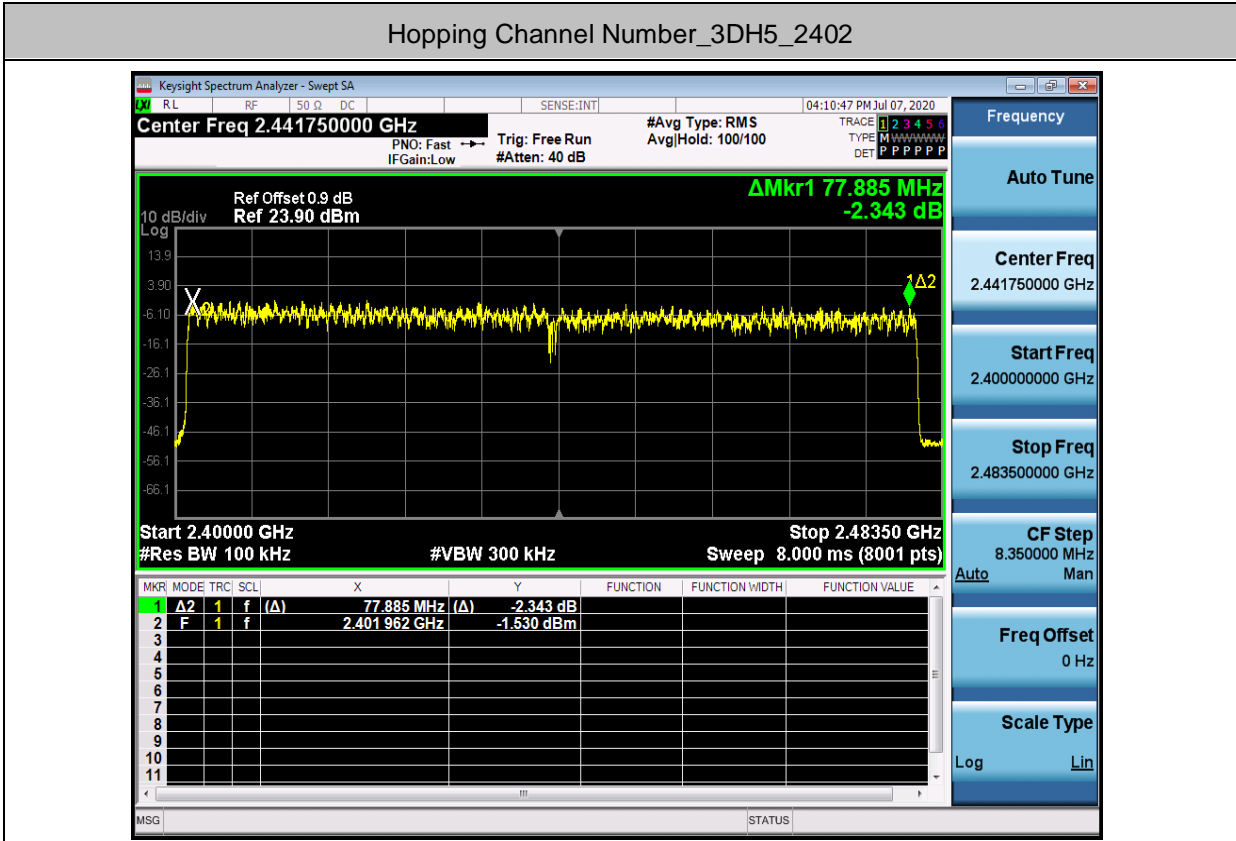 Hopping Channel Number_3DH5_2402
Keysight Spectrum Analyzer - Swept SA
LXI RL RF 50 Ω DC SENSE:INT 04:10:47 PM Jul 07, 2020
Center Freq 2.441750000 GHz
PNO: Fast
IFGain:Low
Trig: Free Run
#Atten: 40 dB
#Avg Type: RMS
Avg|Hold: 100/100
TRACE 1 2 3 4 5 6
TYPE M W W W W W
DET P P P P P P
ΔMkr1 77.885 MHz
-2.343 dB
Ref Offset 0.9 dB
10 dB/div Ref 23.90 dBm
Log
13.9
3.90
-6.10
-16.1
-26.1
-36.1
-46.1
-56.1
-66.1
X2
1Δ2
Start 2.40000 GHz Stop 2.48350 GHz
#Res BW 100 kHz #VBW 300 kHz Sweep 8.000 ms (8001 pts)
MKR MODE TRC SCL X Y FUNCTION FUNCTION WIDTH FUNCTION VALUE
1 Δ2 1 f (Δ) 77.885 MHz (Δ) -2.343 dB
2 F 1 f 2.401 962 GHz -1.530 dBm
3
4
5
6
7
8
9
10
11
MSG STATUS
Frequency
Auto Tune
Center Freq
2.441750000 GHz
Start Freq
2.400000000 GHz
Stop Freq
2.483500000 GHz
CF Step
8.350000 MHz
Auto Man
Freq Offset
0 Hz
Scale Type
Log Lin